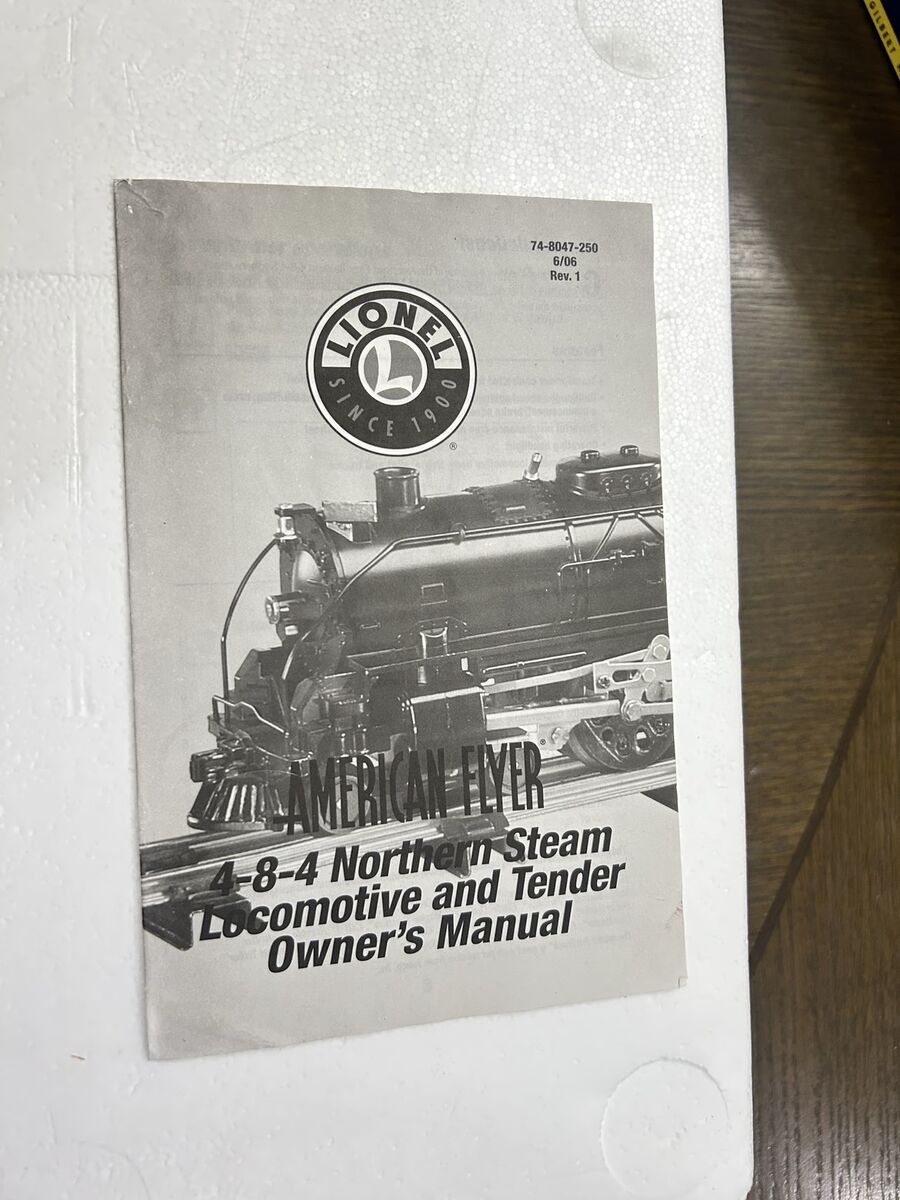 GILBERT
74-8047-250
6/06
Rev. 1
LIONEL
L
SINCE 1900
®
AMERICAN FLYER®
4-8-4 Northern Steam
Locomotive and Tender
Owner's Manual